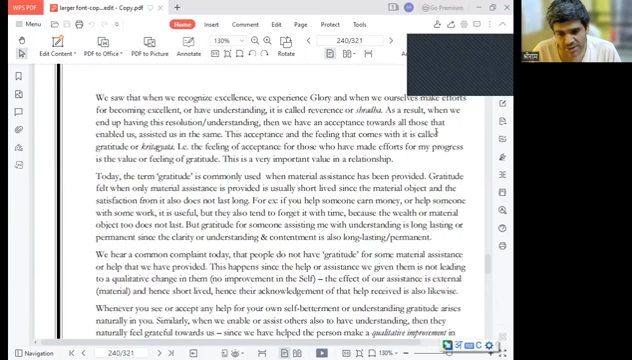 WPS PDF
larger font-cop...edit - Copy.pdf
Go Premium
Menu
Home
Insert
Edit
Page
Protect
Tools
Edit Content
PDF to Office
PDF to Picture
Annotate
130%
Rotate
240/321
We saw that when we recognize excellence, we experience Glory and when we ourselves make efforts
for becoming excellent, or have understanding, it is called reverence or shradha. As a result, when we
end up having this resolution/understanding, then we have an acceptance towards all those that
enabled us, assisted us in the same. This acceptance and the feeling that comes with it is called
gratitude or kritagyata. I.e. the feeling of acceptance for those who have made efforts for my progress
is the value or feeling of gratitude. This is a very important value in a relationship.
Today, the term ‘gratitude’ is commonly used when material assistance has been provided. Gratitude
felt when only material assistance is provided is usually short lived since the material object and the
satisfaction from it also does not last long. For ex: if you help someone earn money, or help someone
with some work, it is useful, but they also tend to forget it with time, because the wealth or material
object too does not last. But gratitude for someone assisting me with understanding is long lasting or
permanent since the clarity or understanding & contentment is also long-lasting/permanent.
We hear a common complaint today, that people do not have ‘gratitude’ for some material assistance
or help that we have provided. This happens since the help or assistance we given them is not leading
to a qualitative change in them (no improvement in the Self) – the effect of our assistance is external
(material) and hence short lived, hence their acknowledgement of that help received is also likewise.
Whenever you see or accept any help for your own self-betterment or understanding gratitude arises
naturally in you. Similarly, when we enable or assist others also to have understanding, then they
naturally feel grateful towards us – since we have helped the person make a qualitative improvement in
Navigation
240/321
130%
श्रीराम